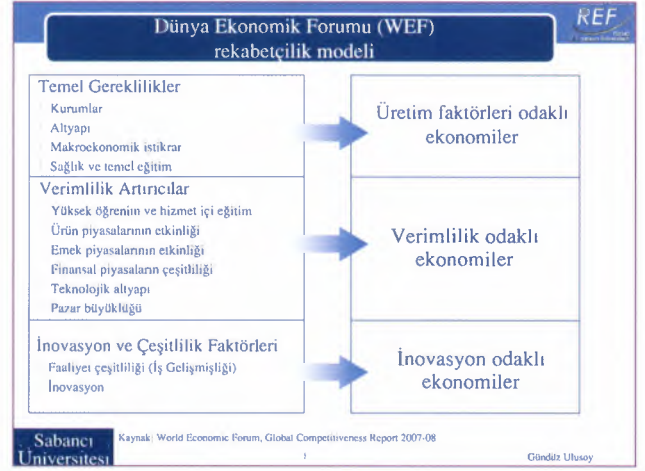 Dünya Ekonomik Forumu (WEF)
rekabetçilik modeli
REF
Temel Gereklilikler
Kurumlar
Altyapı
Makroekonomik istikrar
Sağlık ve temel eğitim
Üretim faktörleri odaklı
ekonomiler
Verimlilik Artırıcılar
Yüksek öğrenim ve hizmet içi eğitim
Ürün piyasalarının etkinliği
Emek piyasalarının etkinliği
Finansal piyasaların çeşitliliği
Teknolojik altyapı
Pazar büyüklüğü
Verimlilik odaklı
ekonomiler
İnovasyon ve Çeşitlilik Faktörleri
Faaliyet çeşitliliği (İş Gelişmişliği)
İnovasyon
İnovasyon odaklı
ekonomiler
Sabancı
Üniversitesi
Kaynak: World Economic Forum, Global Competitiveness Report 2007-08
Gündüz Ulusoy